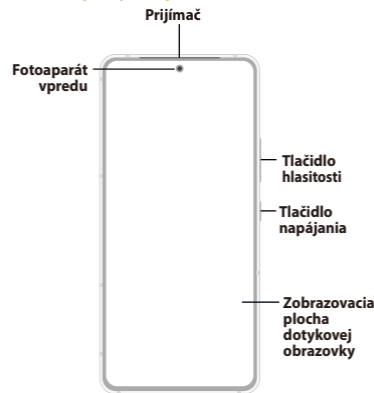 Prijímač
Fotoaparát
vpredu
Tlačidlo
hlasitosti
Tlačidlo
napájania
Zobrazovacia
plocha
dotykovej
obrazovky